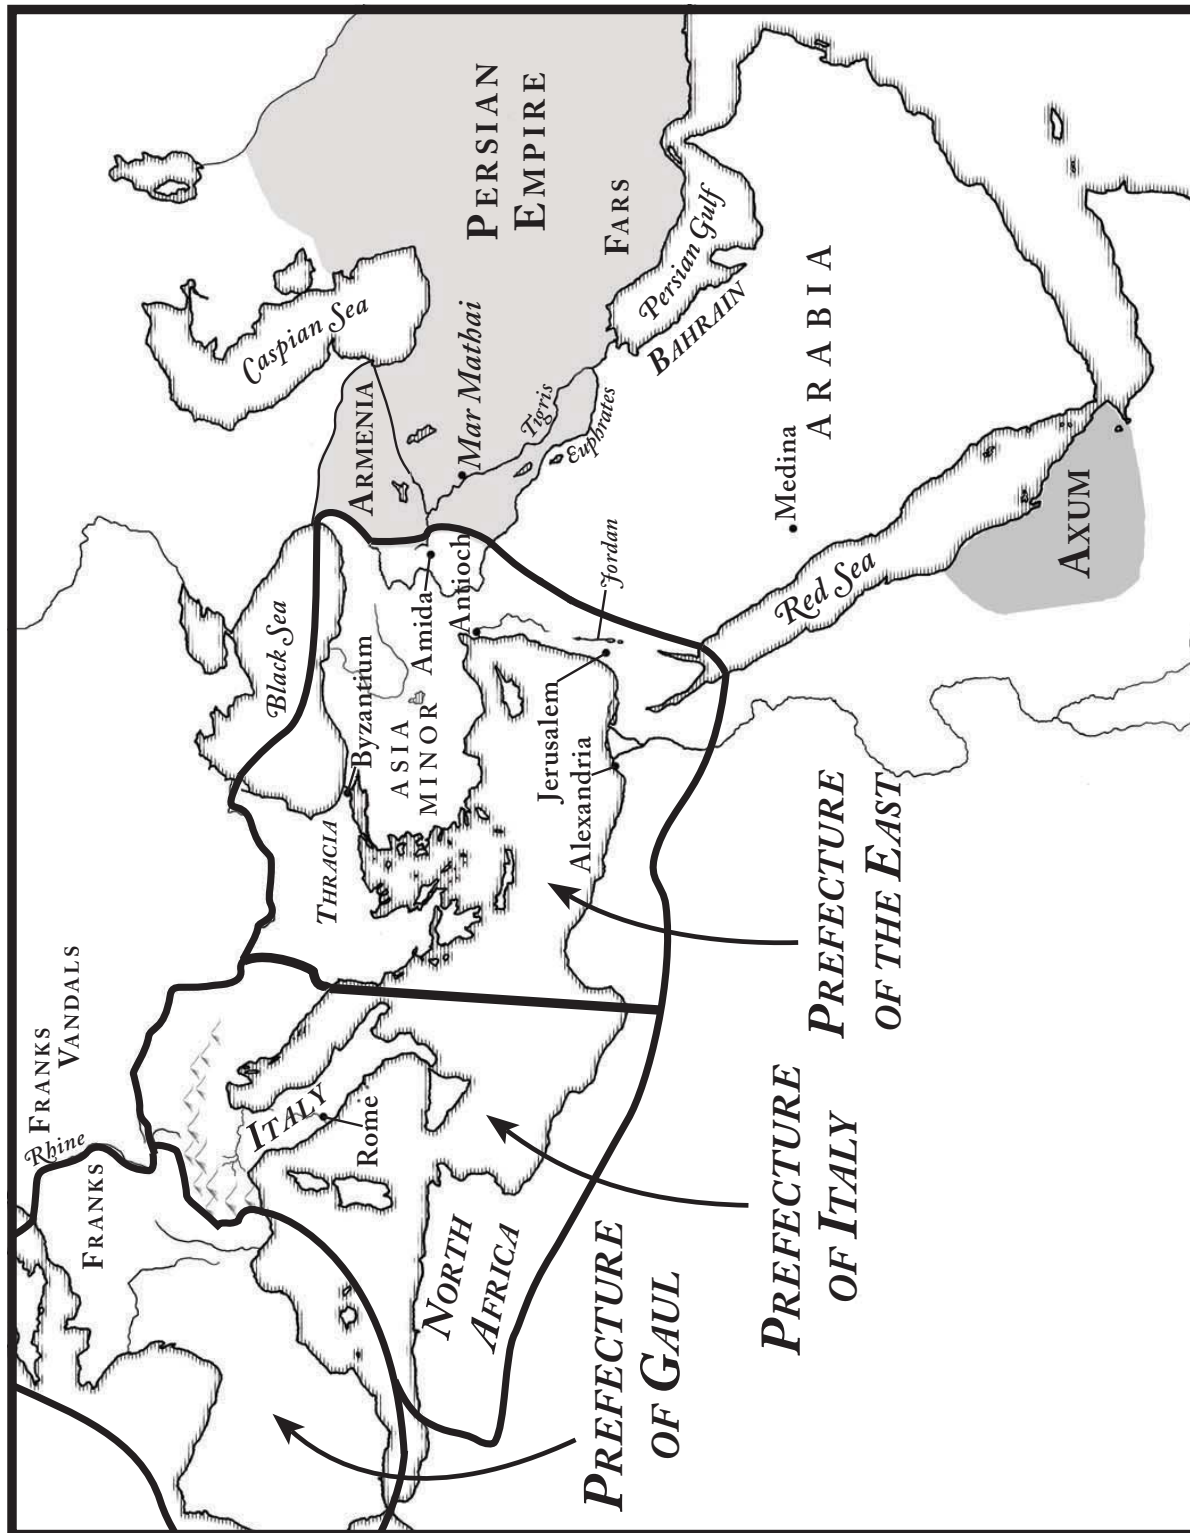 FRANKS
VANDALS
Rhine
FRANKS
ITALY
Rome
NORTH
AFRICA
THRACIA
Byzantium
Black Sea
ASIA
MINOR
Amida
Antioch
Jerusalem
Alexandria
Jordan
ARMENIA
Caspian Sea
Mar Mathai
Tigris
Euphrates
PERSIAN
EMPIRE
FARS
Persian Gulf
BAHRAIN
ARABIA
Medina
Red Sea
AXUM
PREFECTURE
OF GAUL
PREFECTURE
OF ITALY
PREFECTURE
OF THE EAST